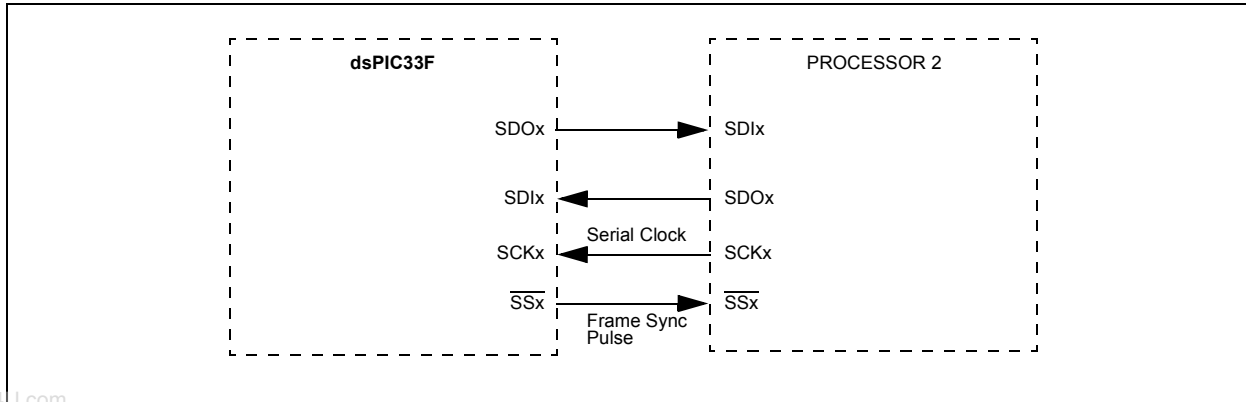 dsPIC33F
PROCESSOR 2
SDOx
SDIx
SDIx
SDOx
Serial Clock
SCKx
SCKx
SSx
SSx
Frame Sync
Pulse